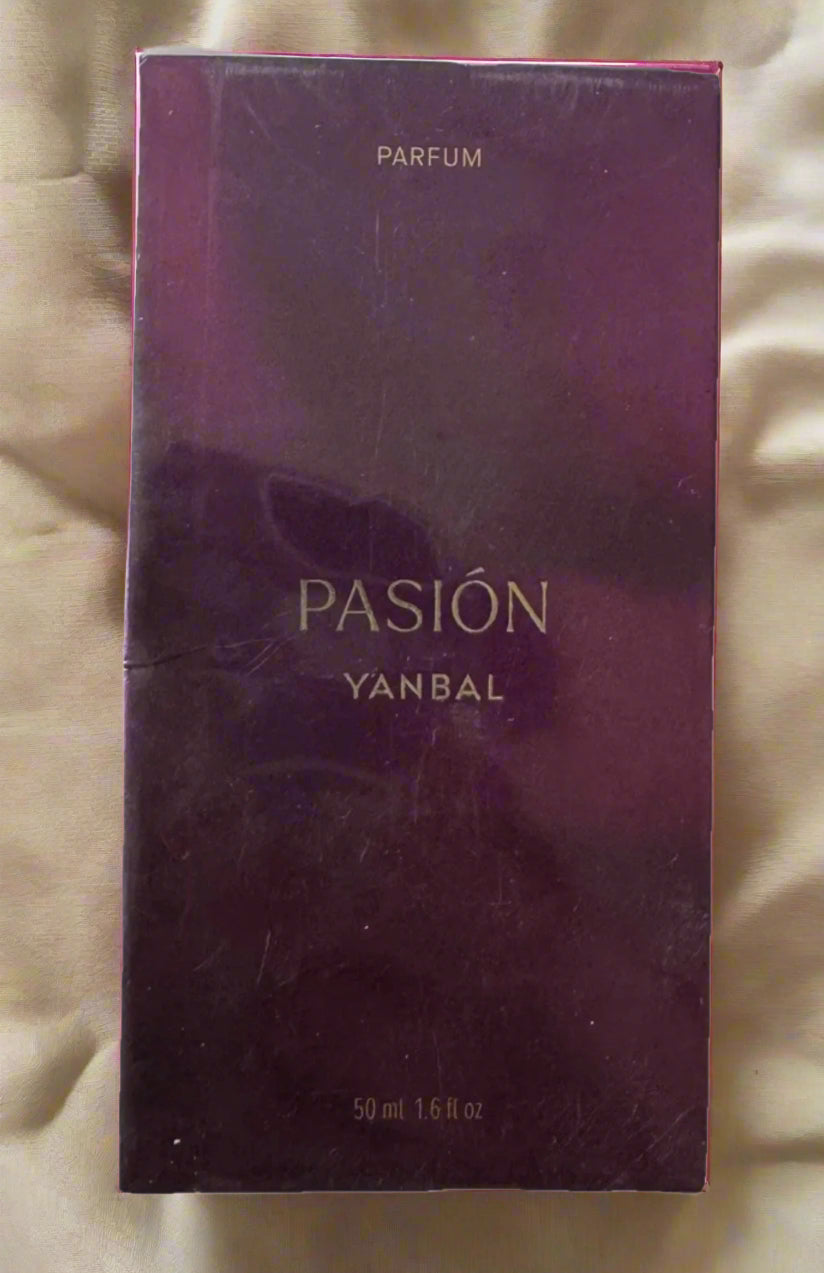 PARFUM
PASIÓN
YANBAL
50 ml 1.6 fl oz